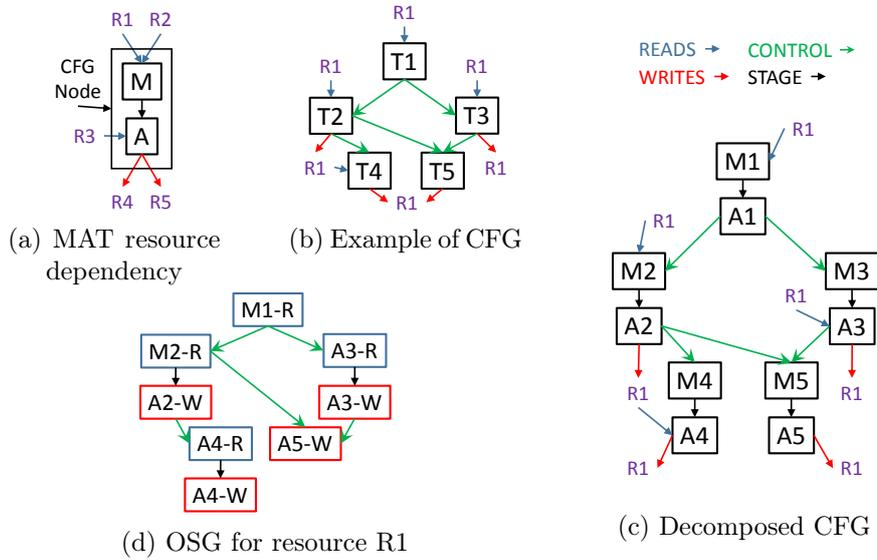 R1 R2
CFG
Node
M
R3
A
R4 R5
(a) MAT resource
dependency
R1
T1
R1 R1
T2 T3
R1 T4 T5 R1
R1
(b) Example of CFG
READS CONTROL
WRITES STAGE
R1
M1
A1
R1
M2 M3
R1
A2 A3
M4 M5
R1 R1
A4 A5
R1 R1
(c) Decomposed CFG
M1-R
M2-R A3-R
A2-W A3-W
A4-R A5-W
A4-W
(d) OSG for resource R1